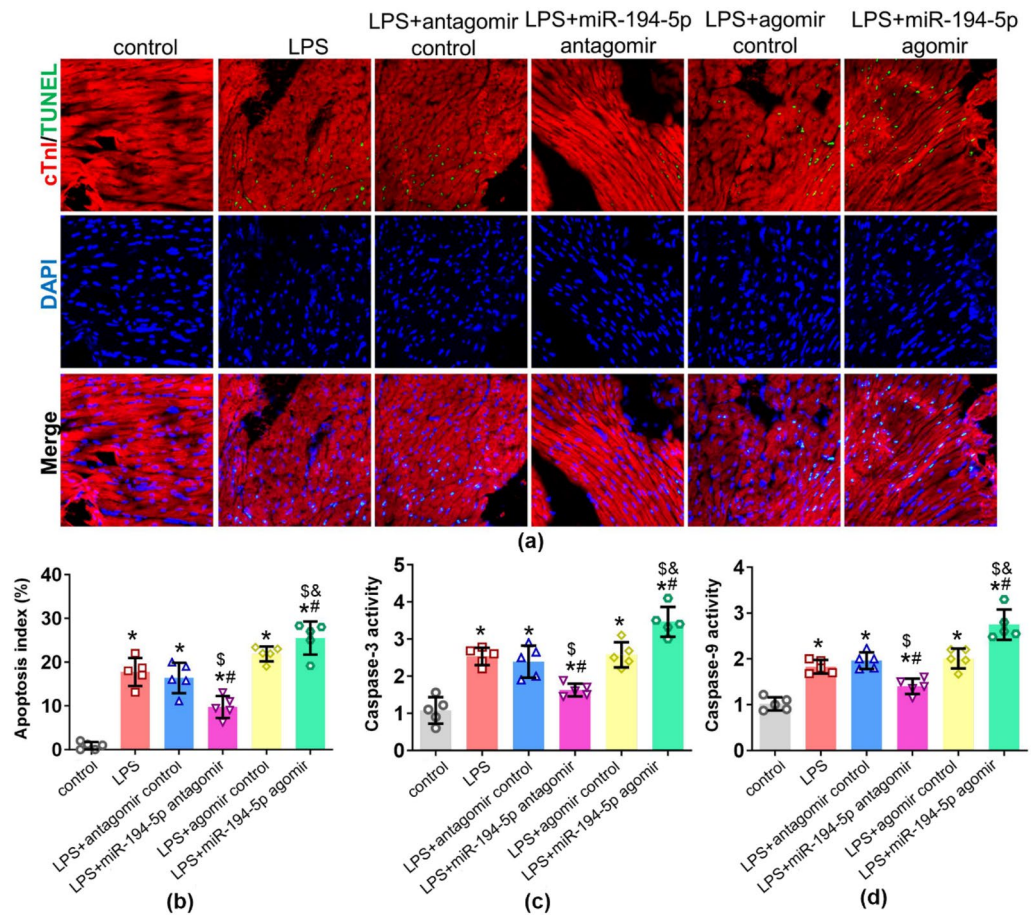 control
LPS
LPS+antagomir
control
LPS+miR-194-5p
antagomir
LPS+agomir
control
LPS+miR-194-5p
agomir
cTnI/TUNEL
DAPI
Merge
(a)
Apoptosis index (%)
40
30
20
10
0
*
*
$
*#
*
$&
*#
control
LPS
LPS+antagomir control
LPS+miR-194-5p antagomir
LPS+agomir control
LPS+miR-194-5p agomir
(b)
Caspase-3 activity
5
4
3
2
1
0
*
*
$
*#
*
$&
*#
control
LPS
LPS+antagomir control
LPS+miR-194-5p antagomir
LPS+agomir control
LPS+miR-194-5p agomir
(c)
Caspase-9 activity
4
3
2
1
0
*
*
$
*#
*
$&
*#
control
LPS
LPS+antagomir control
LPS+miR-194-5p antagomir
LPS+agomir control
LPS+miR-194-5p agomir
(d)